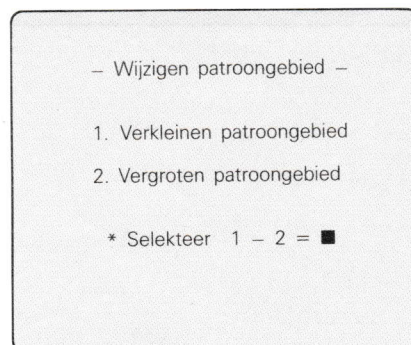 – Wijzigen patroongebied –
1. Verkleinen patroongebied
2. Vergroten patroongebied
* Selekteer 1 – 2 = ■